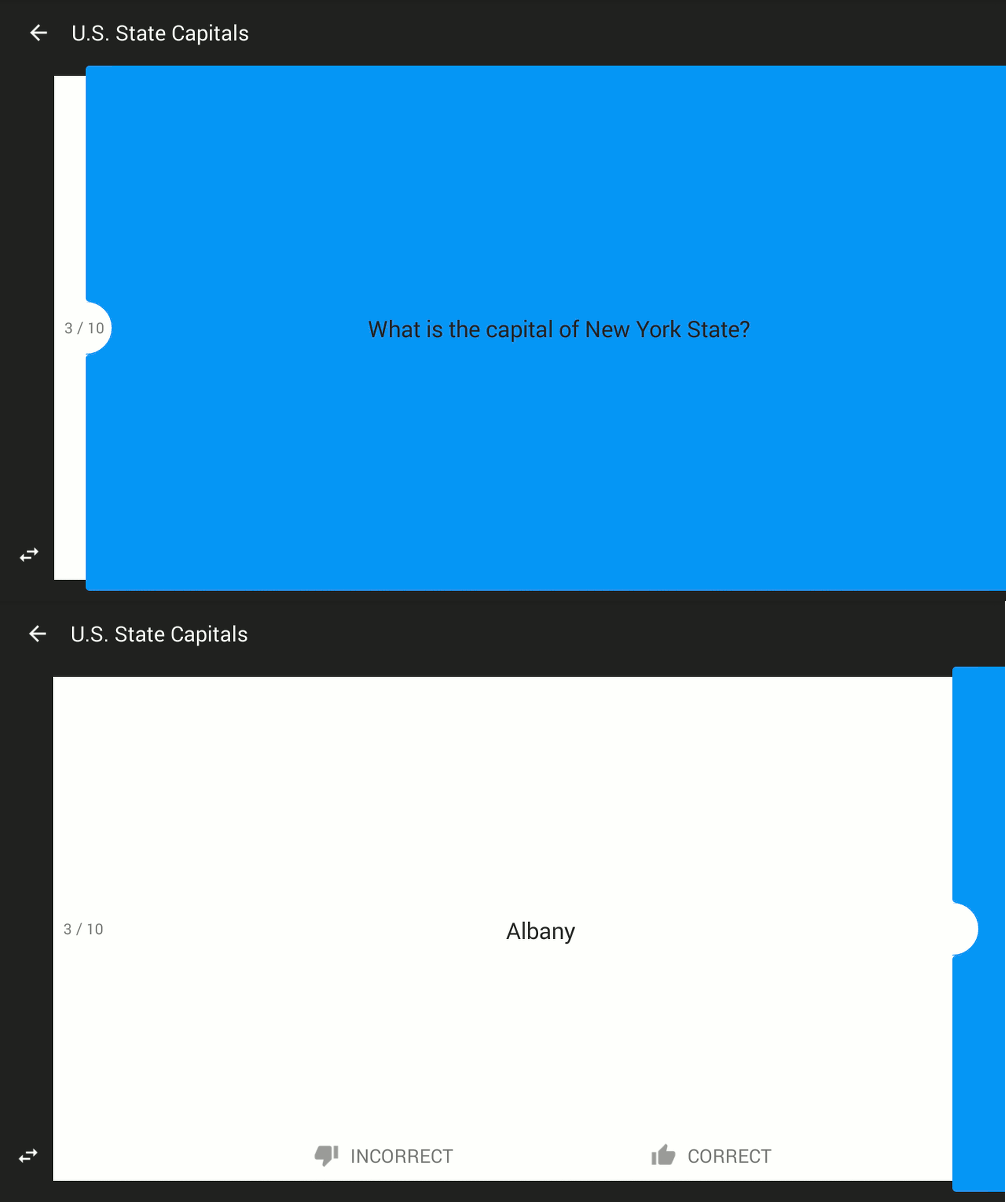 U.S. State Capitals
3 / 10
What is the capital of New York State?
U.S. State Capitals
3 / 10
Albany
INCORRECT
CORRECT